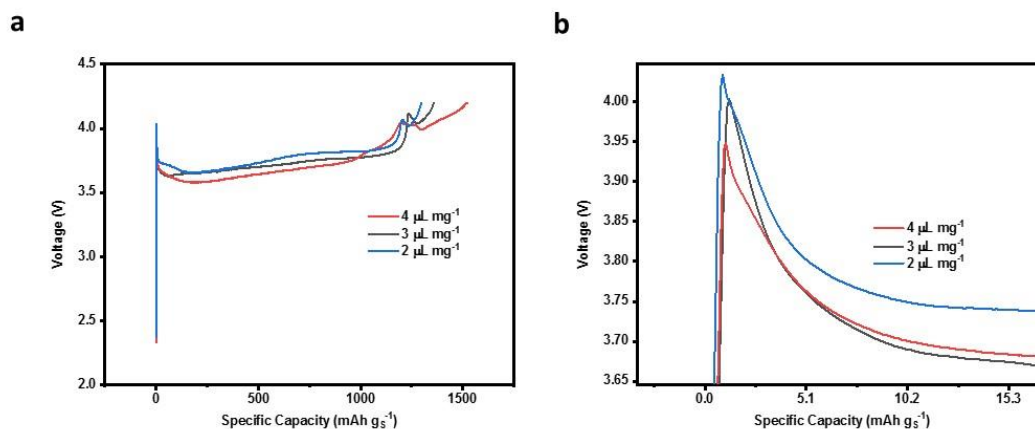 a
4.5
4.0
3.5
3.0
2.5
2.0
Voltage (V)
0
500
1000
1500
Specific Capacity (mAh gₛ⁻¹)
4 μL mg⁻¹
3 μL mg⁻¹
2 μL mg⁻¹
b
4.00
3.95
3.90
3.85
3.80
3.75
3.70
3.65
Voltage (V)
0.0
5.1
10.2
15.3
Specific Capacity (mAh gₛ⁻¹)
4 μL mg⁻¹
3 μL mg⁻¹
2 μL mg⁻¹